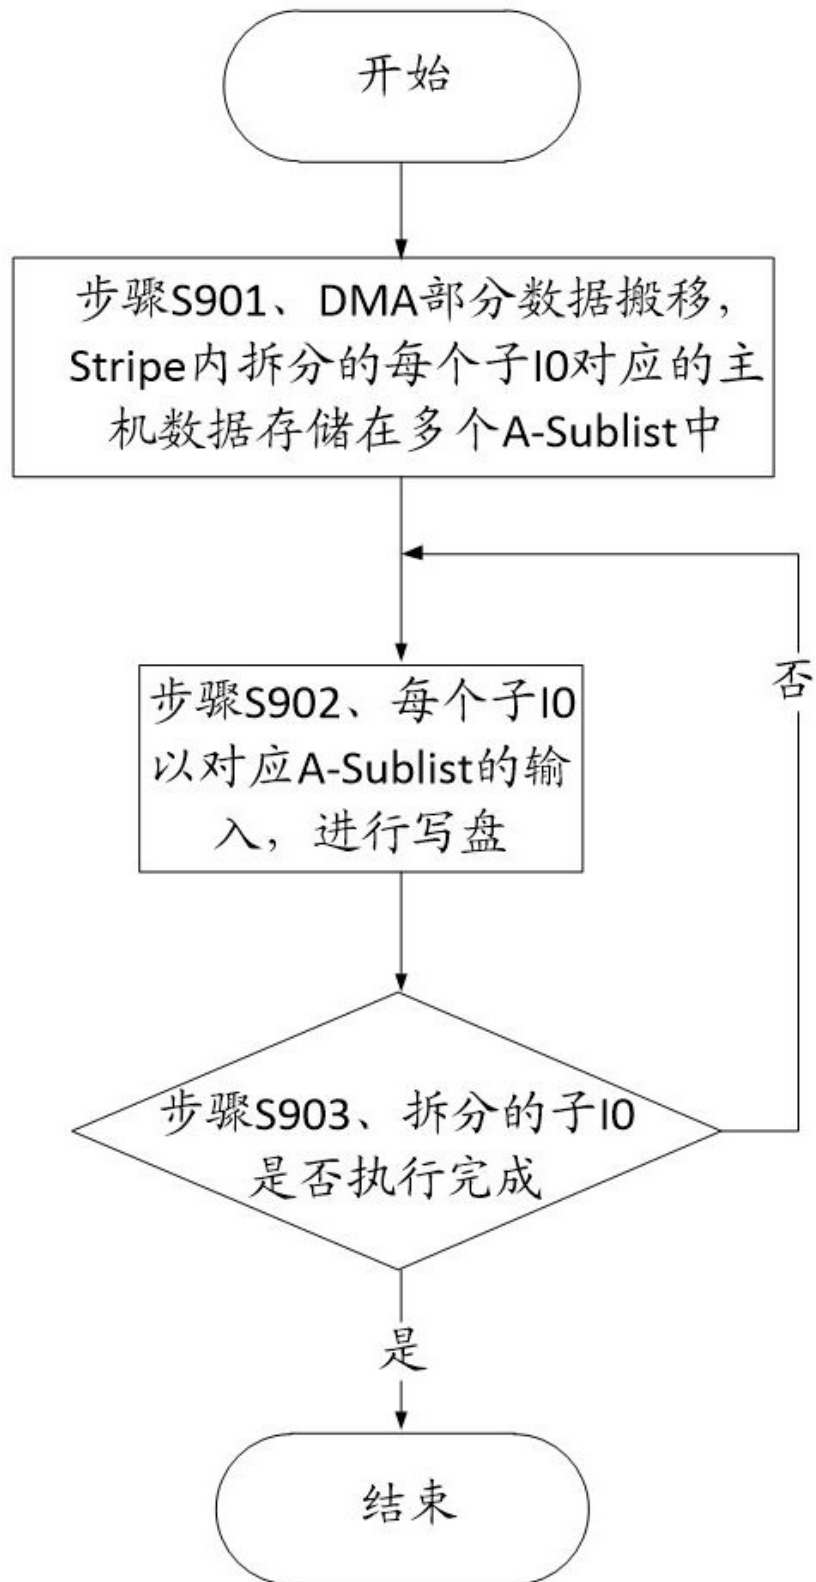 开始
步骤S901、DMA部分数据搬移，
Stripe内拆分的每个子I0对应的主
机数据存储在多个A-Sublist中
步骤S902、每个子I0
以对应A-Sublist的输
入，进行写盘
否
步骤S903、拆分的子I0
是否执行完成
是
结束